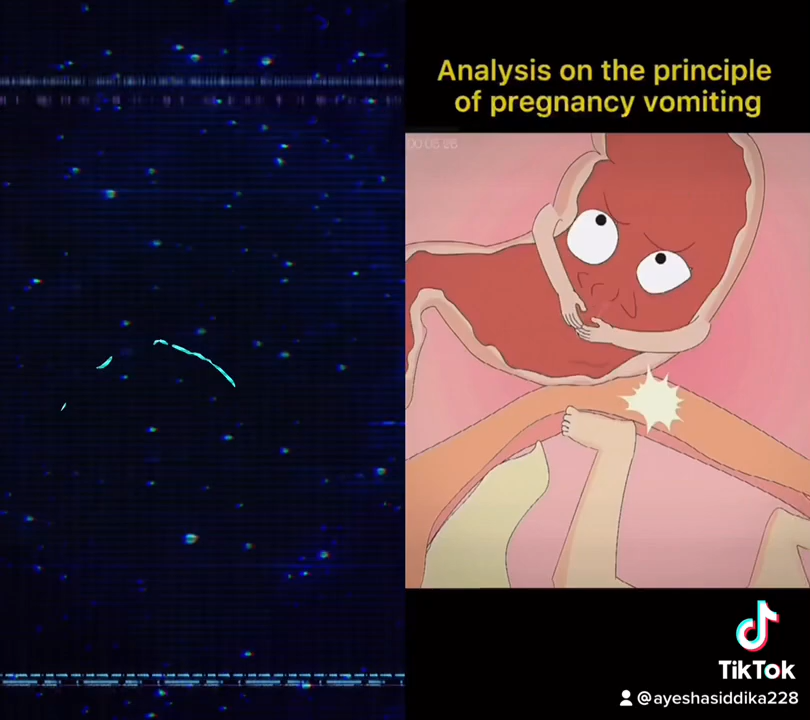 Analysis on the principle
of pregnancy vomiting
TikTok
@ayeshasiddika228